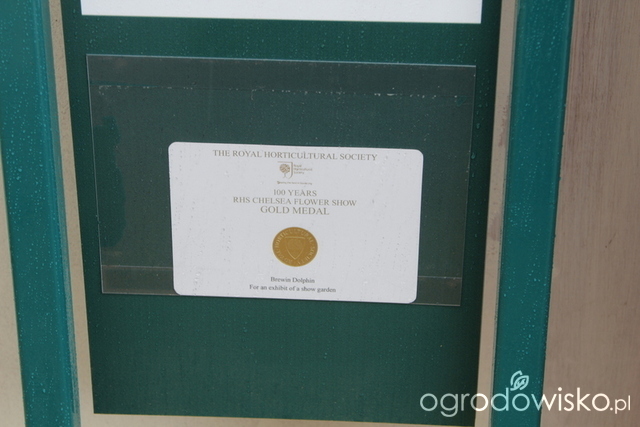 THE ROYAL HORTICULTURAL SOCIETY
100 YEARS
RHS CHELSEA FLOWER SHOW
GOLD MEDAL
Brewin Dolphin
For an exhibit of a show garden
ogrodowisko.pl